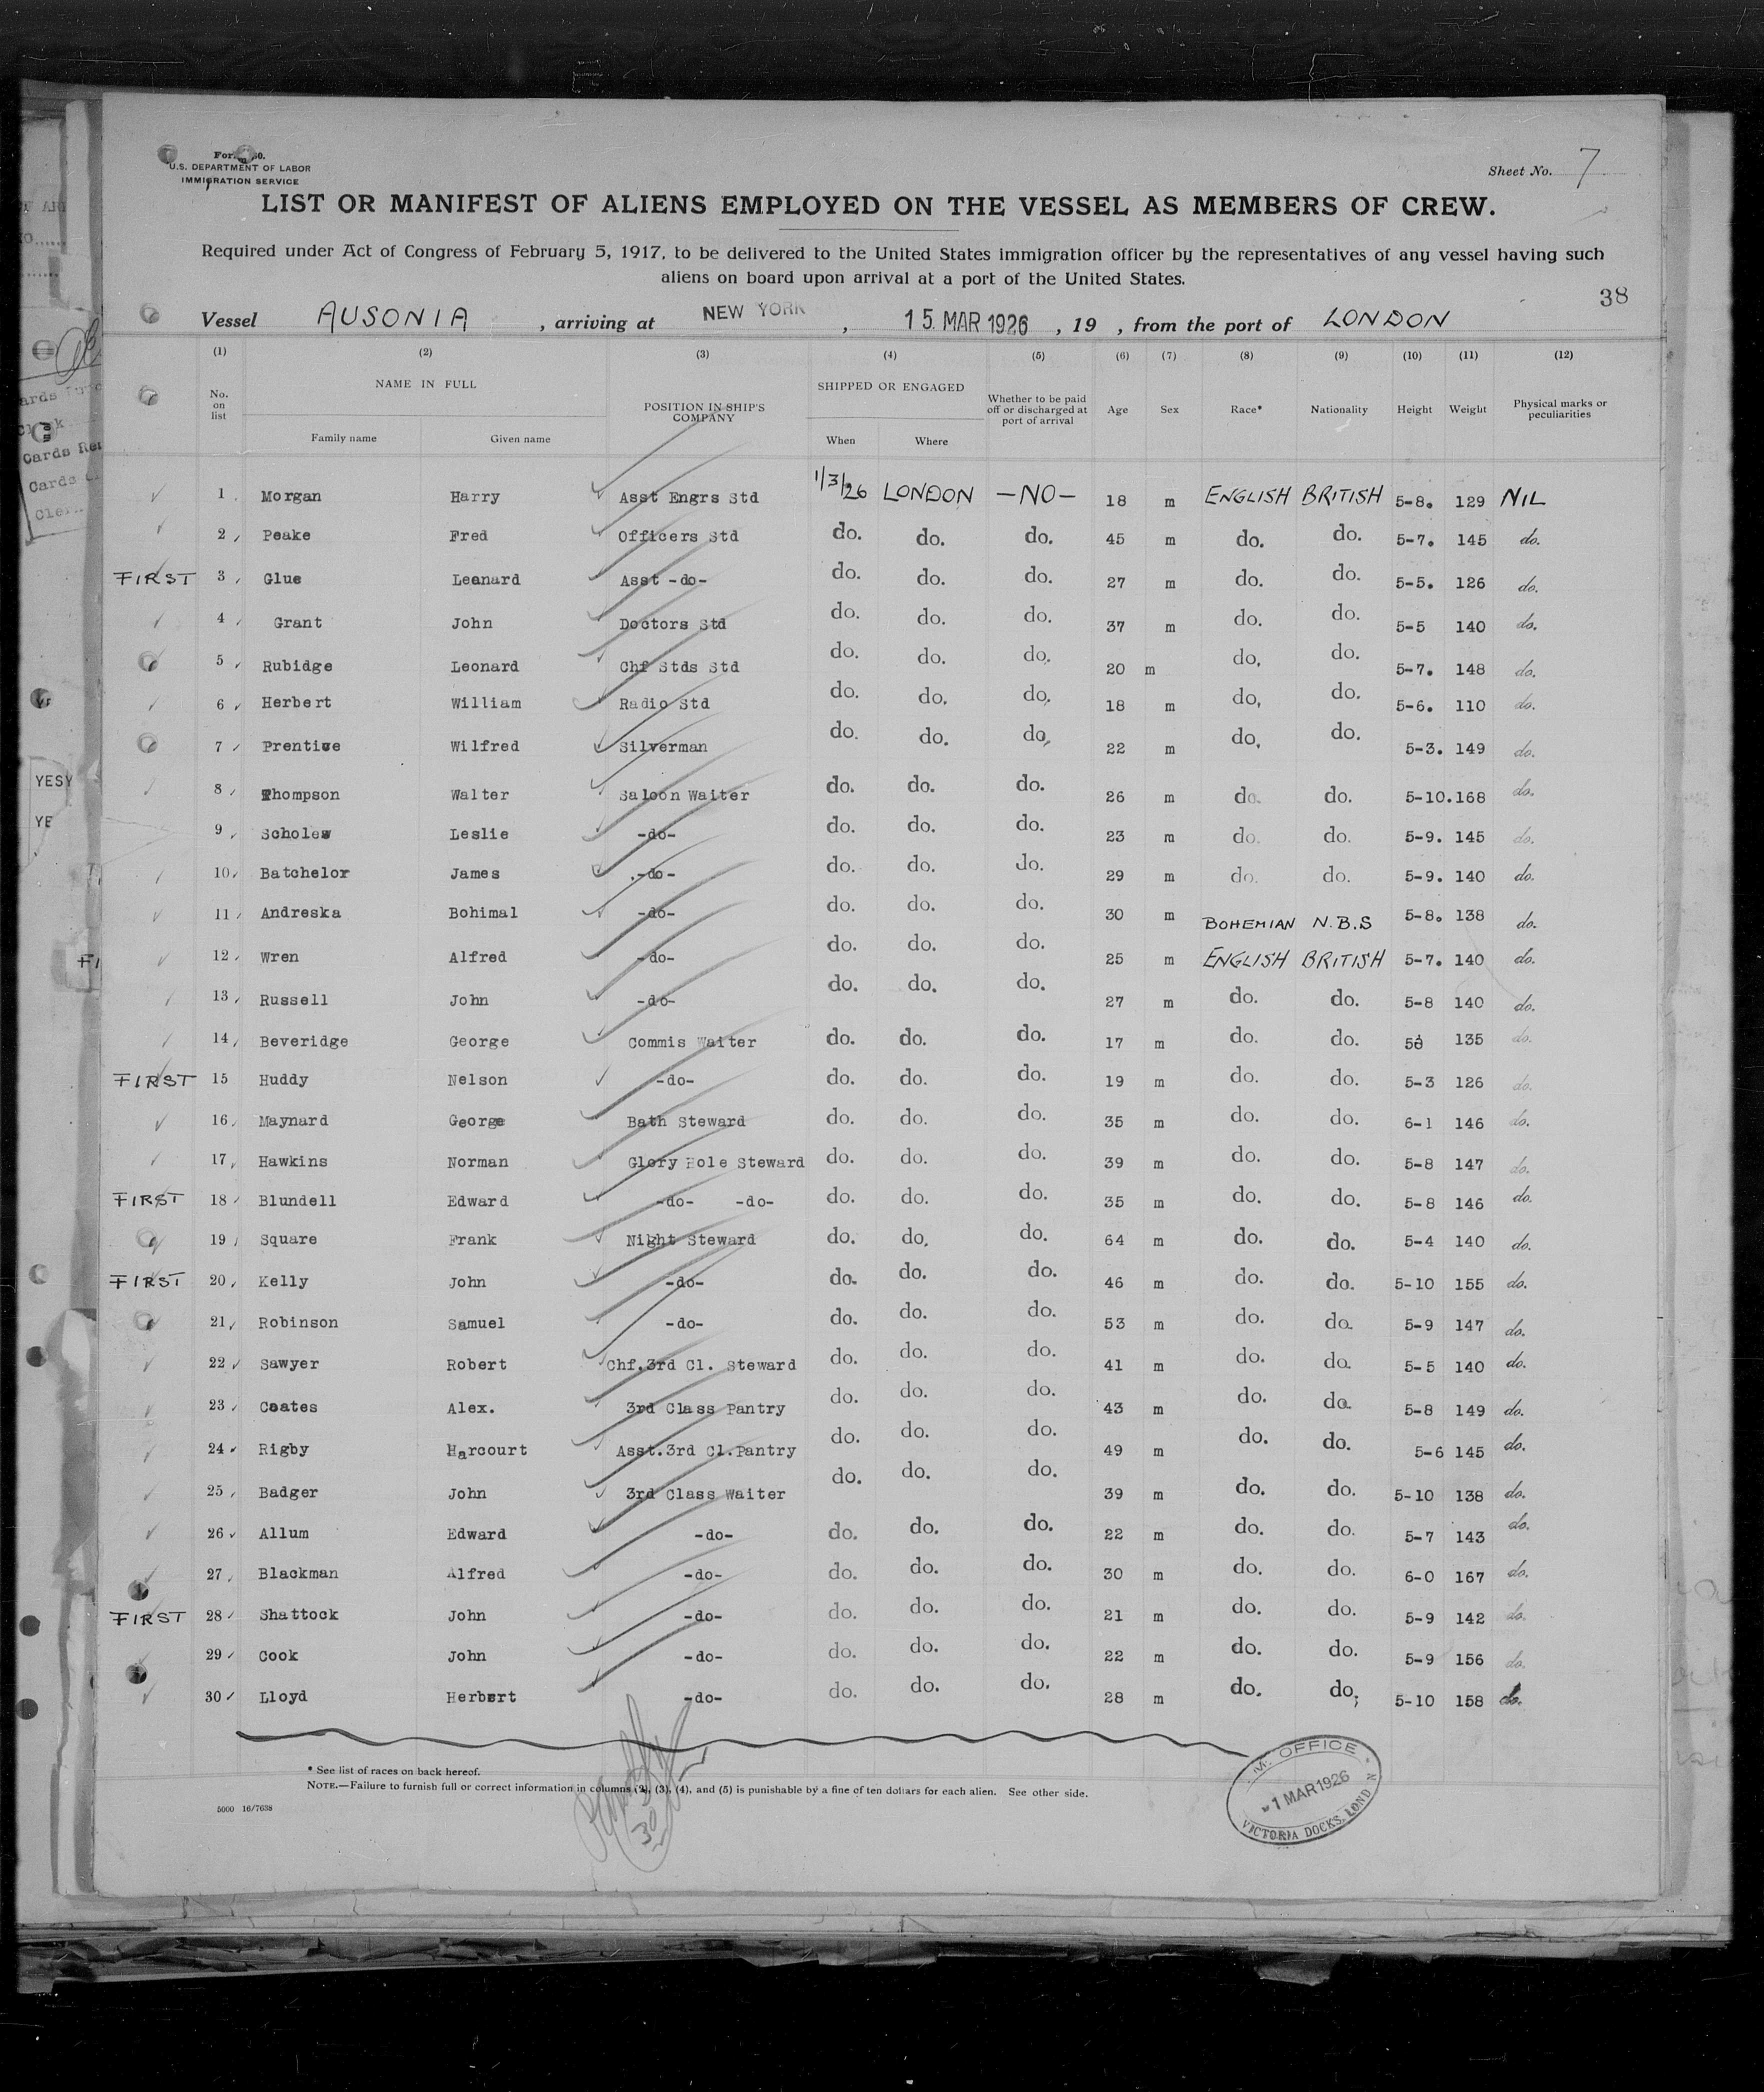 Sheet No. 7
U.S. DEPARTMENT OF LABOR
IMMIGRATION SERVICE
LIST OR MANIFEST OF ALIENS EMPLOYED ON THE VESSEL AS MEMBERS OF CREW.
Required under Act of Congress of February 5, 1917, to be delivered to the United States immigration officer by the representatives of any vessel having such
aliens on board upon arrival at a port of the United States.
38
Vessel AUSONIA, arriving at NEW YORK, 15 MAR 1926, 19 , from the port of LONDON
(1) (2) (3) (4) (5) (6) (7) (8) (9) (10) (11) (12)
No. on list NAME IN FULL Family name Given name POSITION IN SHIP'S COMPANY SHIPPED OR ENGAGED When Where Whether to be paid off or discharged at port of arrival Age Sex Race* Nationality Height Weight Physical marks or peculiarities
1 Morgan Harry Asst Engrs Std 1/3/26 LONDON -NO- 18 m ENGLISH BRITISH 5-8. 129 NIL
2 Peake Fred Officers Std do. do. do. 45 m do. do. 5-7. 145 do.
FIRST 3 Glue Leonard Asst -do- do. do. do. 27 m do. do. 5-5. 126 do.
4 Grant John Doctors Std do. do. do. 37 m do. do. 5-5 140 do.
5 Rubidge Leonard Chf Stds Std do. do. do. 20 m do. do. 5-7. 148 do.
6 Herbert William Radio Std do. do. do. 18 m do. do. 5-6. 110 do.
7 Prentice Wilfred Silverman do. do. do. 22 m do. do. 5-3. 149 do.
8 Thompson Walter Saloon Waiter do. do. do. 26 m do. do. 5-10. 168 do.
9 Scholes Leslie -do- do. do. do. 23 m do. do. 5-9. 145 do.
10 Batchelor James -do- do. do. do. 29 m do. do. 5-9. 140 do.
11 Andreska Bohimal -do- do. do. do. 30 m BOHEMIAN N.B.S 5-8. 138 do.
12 Wren Alfred -do- do. do. do. 25 m ENGLISH BRITISH 5-7. 140 do.
13 Russell John -do- do. do. do. 27 m do. do. 5-8 140 do.
14 Beveridge George Commis Waiter do. do. do. 17 m do. do. 135 do.
FIRST 15 Huddy Nelson -do- do. do. do. 19 m do. do. 5-3 126 do.
16 Maynard George Bath Steward do. do. do. 35 m do. do. 6-1 146 do.
17 Hawkins Norman Glory Hole Steward do. do. do. 39 m do. do. 5-8 147 do.
FIRST 18 Blundell Edward -do- -do- do. do. do. 35 m do. do. 5-8 146 do.
19 Square Frank Night Steward do. do. do. 64 m do. do. 5-4 140 do.
FIRST 20 Kelly John -do- do. do. do. 46 m do. do. 5-10 155 do.
21 Robinson Samuel -do- do. do. do. 53 m do. do. 5-9 147 do.
22 Sawyer Robert Chf.3rd Cl. Steward do. do. do. 41 m do. do. 5-5 140 do.
23 Coates Alex. 3rd Class Pantry do. do. do. 43 m do. do. 5-8 149 do.
24 Rigby Harcourt Asst.3rd Cl.Pantry do. do. do. 49 m do. do. 5-6 145 do.
25 Badger John 3rd Class Waiter do. do. do. 39 m do. do. 5-10 138 do.
26 Allum Edward -do- do. do. do. 22 m do. do. 5-7 143 do.
27 Blackman Alfred -do- do. do. do. 30 m do. do. 6-0 167 do.
FIRST 28 Shattock John -do- do. do. do. 21 m do. do. 5-9 142 do.
29 Cook John -do- do. do. do. 22 m do. do. 5-9 156 do.
30 Lloyd Herbert -do- do. do. do. 28 m do. do. 5-10 158 do.
* See list of races on back hereof.
NOTE.—Failure to furnish full or correct information in columns (2), (3), (4), and (5) is punishable by a fine of ten dollars for each alien. See other side.
5000 16/7638
30
M. OFFICE
1 MAR 1926
VICTORIA DOCKS, LOND N
YESY
YE